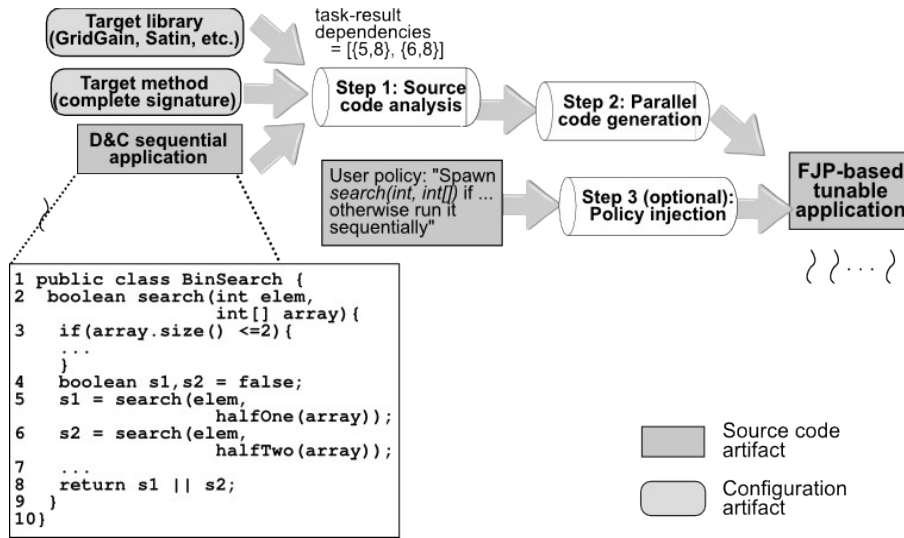 Target library
(GridGain, Satin, etc.)
task-result
dependencies
= [{5,8}, {6,8}]
Target method
(complete signature)
Step 1: Source
code analysis
Step 2: Parallel
code generation
D&C sequential
application
User policy: "Spawn
search(int, int[]) if ...
otherwise run it
sequentially"
Step 3 (optional):
Policy injection
FJP-based
tunable
application
1 public class BinSearch {
2 boolean search(int elem,
int[] array){
3 if(array.size() <=2){
...
}
4 boolean s1,s2 = false;
5 s1 = search(elem,
halfOne(array));
6 s2 = search(elem,
halfTwo(array));
7 ...
8 return s1 || s2;
9 }
10}
...
Source code
artifact
Configuration
artifact